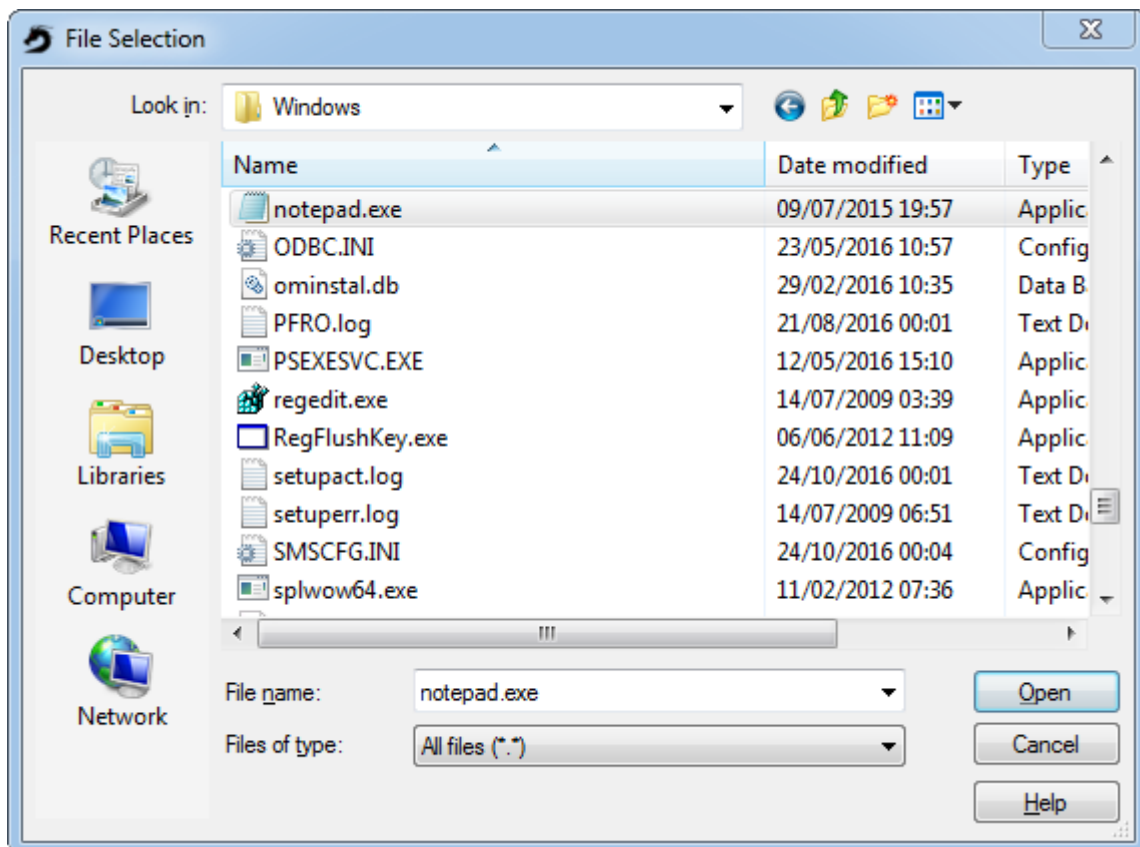 File Selection
Look in: Windows
Name Date modified Type
notepad.exe 09/07/2015 19:57 Applic
ODBC.INI 23/05/2016 10:57 Config
ominstal.db 29/02/2016 10:35 Data B
PFRO.log 21/08/2016 00:01 Text D
PSEXESVC.EXE 12/05/2016 15:10 Applic
regedit.exe 14/07/2009 03:39 Applic
RegFlushKey.exe 06/06/2012 11:09 Applic
setupact.log 24/10/2016 00:01 Text D
setuperr.log 14/07/2009 06:51 Text D
SMSCFG.INI 24/10/2016 00:04 Config
splwow64.exe 11/02/2012 07:36 Applic
Recent Places
Desktop
Libraries
Computer
Network
File name: notepad.exe Open
Files of type: All files (*.*) Cancel
Help